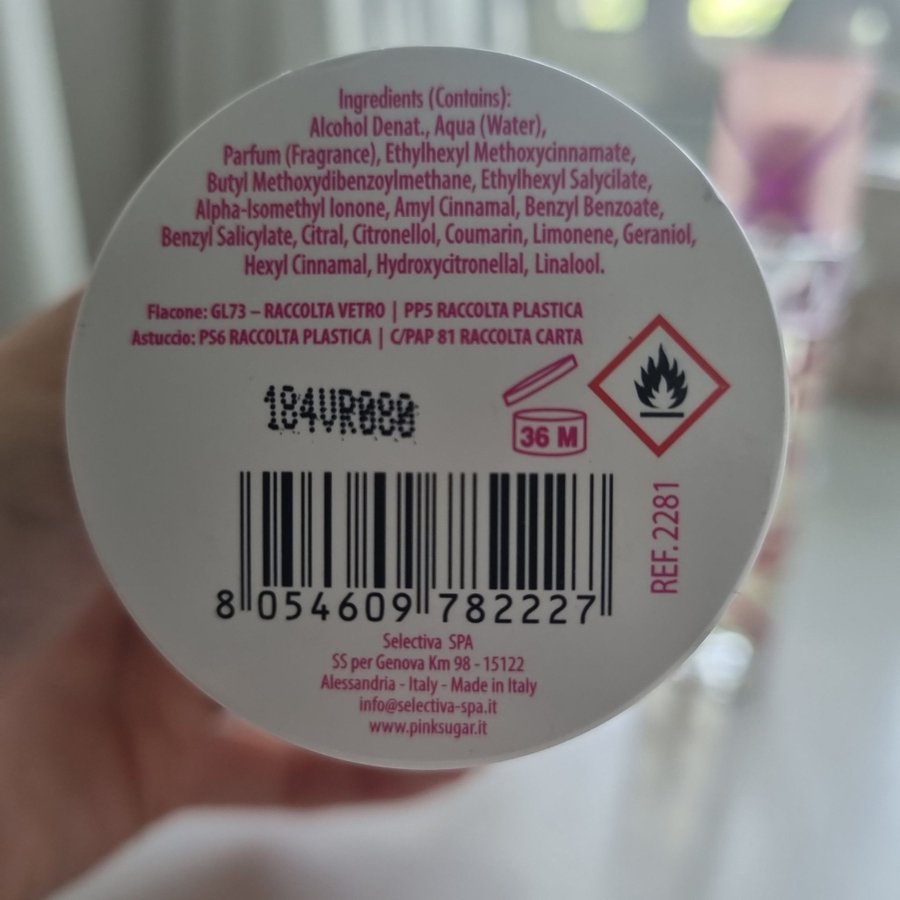 Ingredients (Contains):
Alcohol Denat., Aqua (Water),
Parfum (Fragrance), Ethylhexyl Methoxycinnamate,
Butyl Methoxydibenzoylmethane, Ethylhexyl Salycilate,
Alpha-Isomethyl Ionone, Amyl Cinnamal, Benzyl Benzoate,
Benzyl Salicylate, Citral, Citronellol, Coumarin, Limonene, Geraniol,
Hexyl Cinnamal, Hydroxycitronellal, Linalool.
Flacone: GL73 – RACCOLTA VETRO | PP5 RACCOLTA PLASTICA
Astuccio: PS6 RACCOLTA PLASTICA | C/PAP 81 RACCOLTA CARTA
184VR080
36 M
REF. 2281
8 054609 782227
Selectiva SPA
SS per Genova Km 98 - 15122
Alessandria - Italy - Made in Italy
info@selectiva-spa.it
www.pinksugar.it